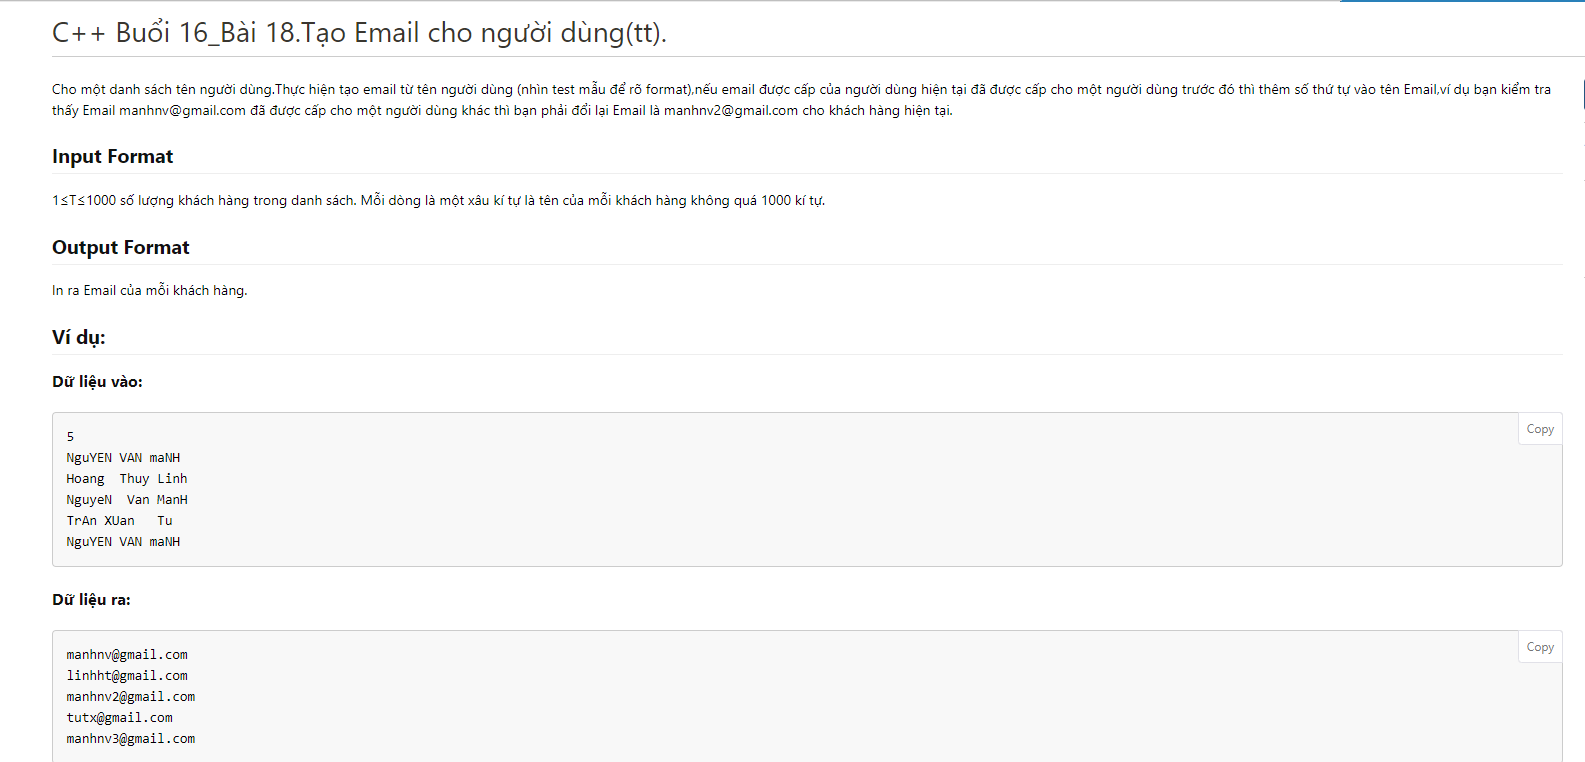 C++ Buổi 16_Bài 18.Tạo Email cho người dùng(tt).
Cho một danh sách tên người dùng.Thực hiện tạo email từ tên người dùng (nhìn test mẫu để rõ format),nếu email được cấp của người dùng hiện tại đã được cấp cho một người dùng trước đó thì thêm số thứ tự vào tên Email,ví dụ bạn kiểm tra
thấy Email manhnv@gmail.com đã được cấp cho một người dùng khác thì bạn phải đổi lại Email là manhnv2@gmail.com cho khách hàng hiện tại.
Input Format
1≤T≤1000 số lượng khách hàng trong danh sách. Mỗi dòng là một xâu kí tự là tên của mỗi khách hàng không quá 1000 kí tự.
Output Format
In ra Email của mỗi khách hàng.
Ví dụ:
Dữ liệu vào:
Copy
5
NguYEN VAN maNH
Hoang  Thuy Linh
NguyeN  Van ManH
TrAn XUan   Tu
NguYEN VAN maNH
Dữ liệu ra:
Copy
manhnv@gmail.com
linhht@gmail.com
manhnv2@gmail.com
tutx@gmail.com
manhnv3@gmail.com